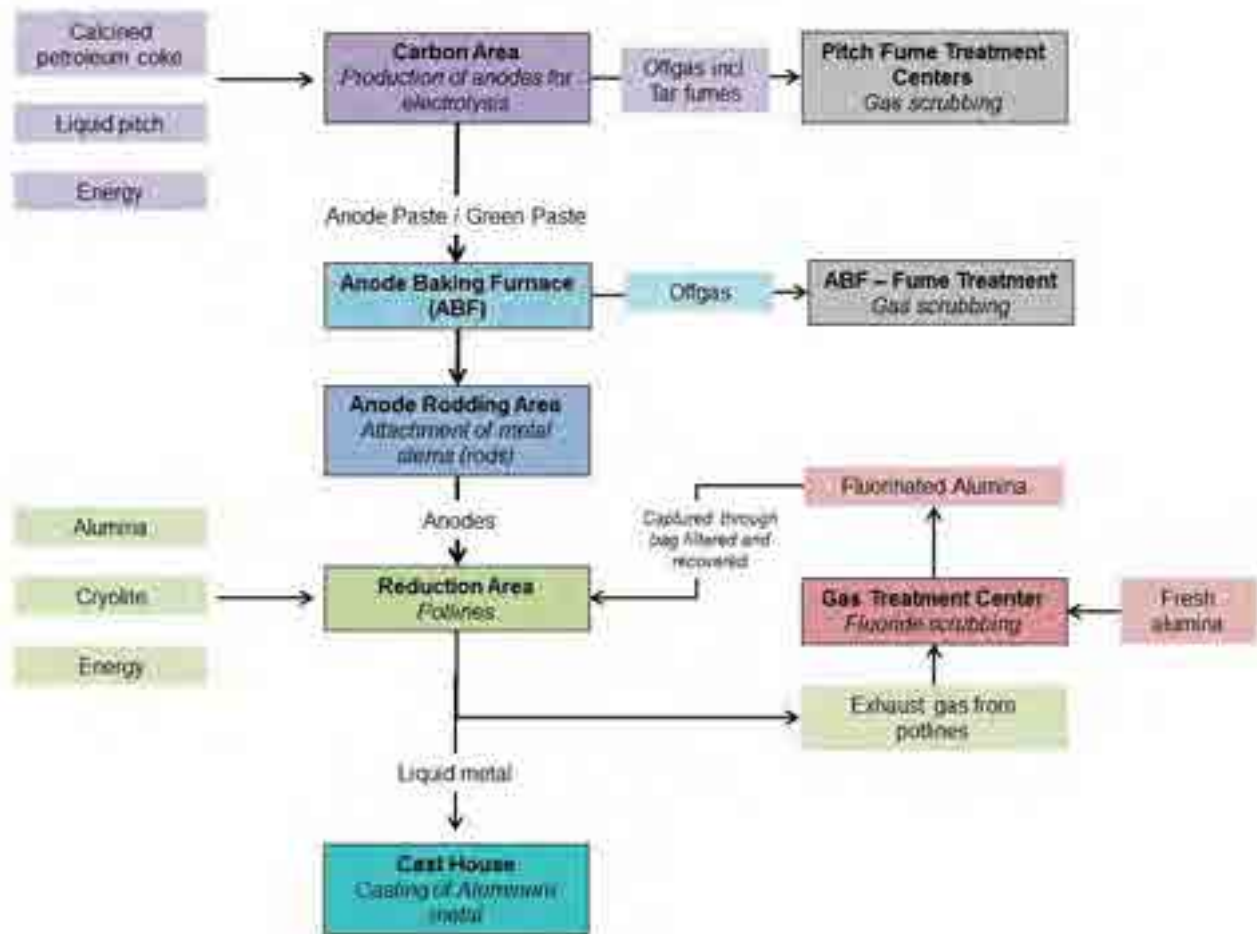 Calcined
petroleum coke
Liquid pitch
Energy
Carbon Area
Production of anodes for
electrolysis
Offgas incl
Tar fumes
Pitch Fume Treatment
Centers
Gas scrubbing
Anode Paste / Green Paste
Anode Baking Furnace
(ABF)
Offgas
ABF – Fume Treatment
Gas scrubbing
Anode Rodding Area
Attachment of metal
stems (rods)
Anodes
Alumina
Cryolite
Energy
Reduction Area
Potlines
Captured through
bag filtered and
recovered
Fluorinated Alumina
Gas Treatment Center
Fluoride scrubbing
Fresh
alumina
Exhaust gas from
potlines
Liquid metal
Cast House
Casting of Aluminium
metal